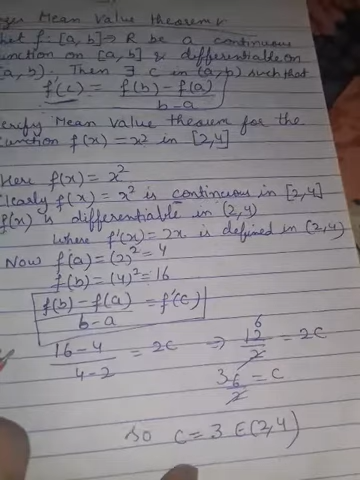 Mean Value theorem
let f: [a, b] → R be a continuous
function on [a, b] & differentiable on
(a, b). Then ∃ c in (a, b) such that
f'(c) = f(b) - f(a) / b - a
Verify Mean Value theorem for the
function f(x) = x² in [2,4]
Here f(x) = x²
Clearly f(x) = x² is continuous in [2,4]
f(x) is differentiable in (2,4)
where f'(x) = 2x is defined in (2,4)
Now f(a) = (2)² = 4
f(b) = (4)² = 16
f(b) - f(a) / b - a = f'(c)
16 - 4 / 4 - 2 = 2c ⇒ 12 / 2 = 2c
6
3 6 / 2 = c
so c = 3 ∈ (2,4)